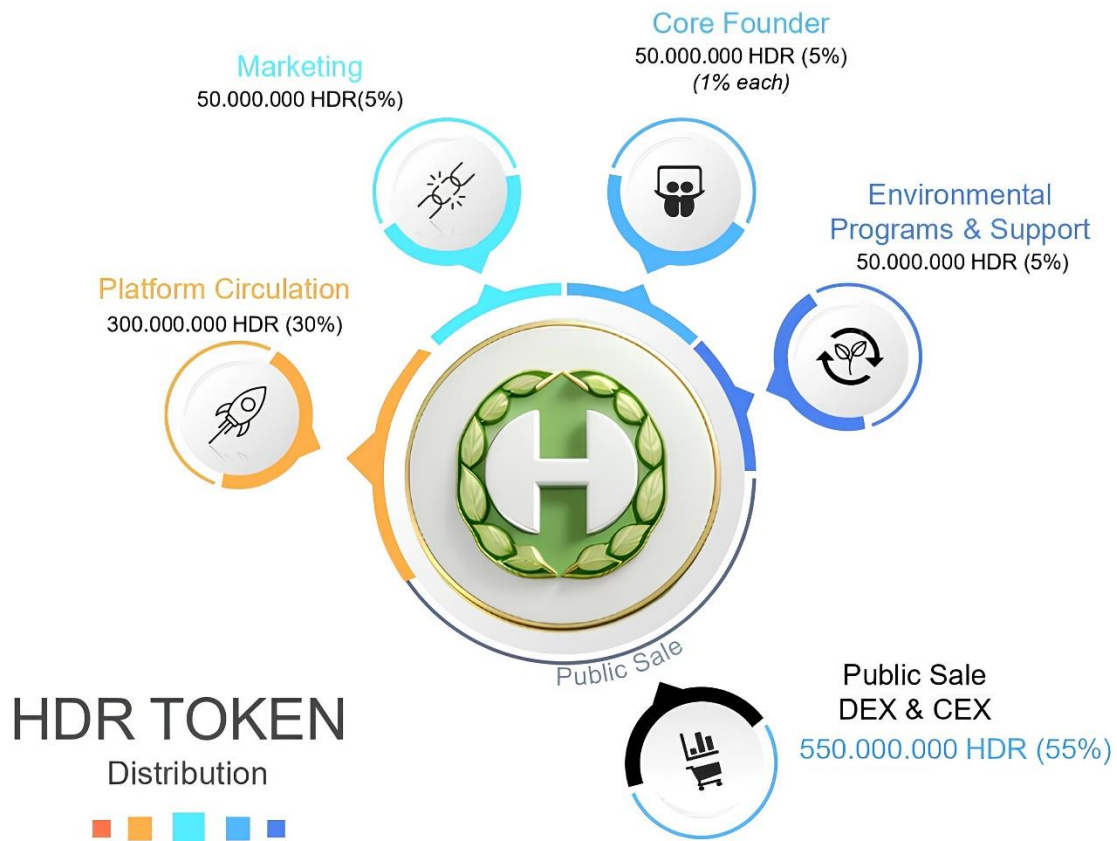 Core Founder
50.000.000 HDR (5%)
(1% each)
Marketing
50.000.000 HDR(5%)
Environmental
Programs & Support
50.000.000 HDR (5%)
Platform Circulation
300.000.000 HDR (30%)
H
Public Sale
Public Sale
DEX & CEX
550.000.000 HDR (55%)
HDR TOKEN
Distribution